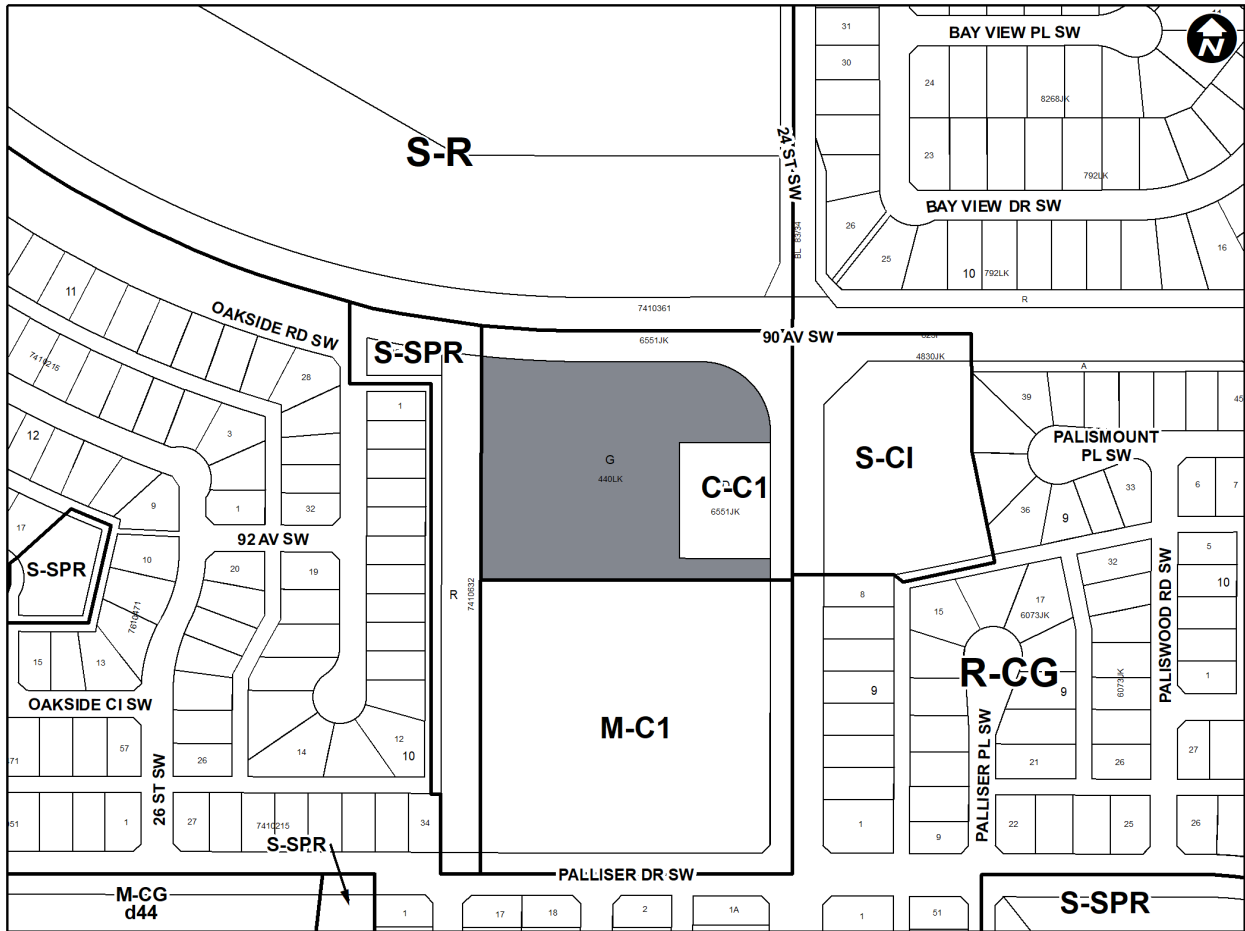 31
BAY VIEW PL SW
N
30
24
8268JK
S-R
24 ST SW
23
792LK
BAY VIEW DR SW
26
BL 83/34
16
25
10
792LK
11
R
OAKSIDE RD SW
7410361
90 AV SW
6551JK
S-SPR
4830JK
7410215
28
A
39
45
1
12
3
PALISMOUNT
PL SW
G
S-CI
440LK
C-C1
33
6
7
6551JK
17
9
1
32
36
9
92 AV SW
5
S-SPR
10
20
19
32
10
R
7410632
8
15
17
6073JK
7610471
PALISWOOD RD SW
15
13
R-CG
6073JK
1
9
9
OAKSIDE CI SW
M-C1
12
10
57
14
26
PALLISER PL SW
21
26
27
26 ST SW
1
27
7410215
34
1
9
22
25
26
S-SPR
PALLISER DR SW
M-CG
d44
S-SPR
1
17
18
2
1A
1
51